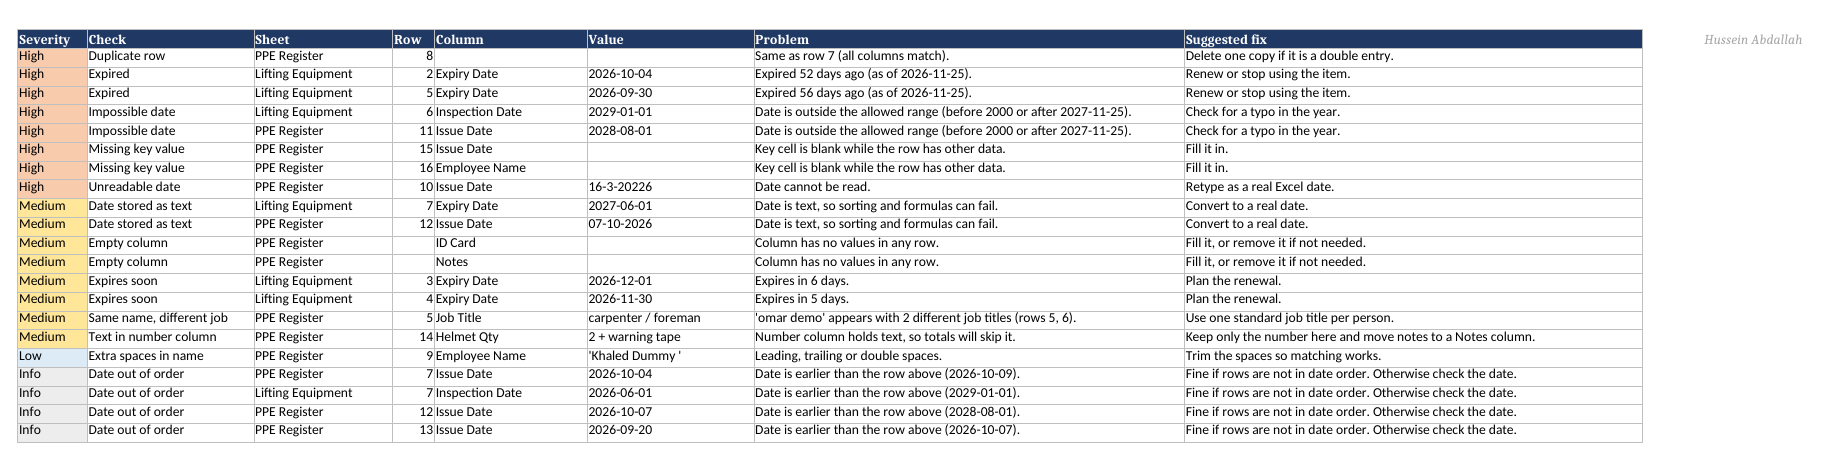 Severity Check Sheet Row Column Value Problem Suggested fix Hussein Abdallah
High Duplicate row PPE Register 8 Same as row 7 (all columns match). Delete one copy if it is a double entry.
High Expired Lifting Equipment 2 Expiry Date 2026-10-04 Expired 52 days ago (as of 2026-11-25). Renew or stop using the item.
High Expired Lifting Equipment 5 Expiry Date 2026-09-30 Expired 56 days ago (as of 2026-11-25). Renew or stop using the item.
High Impossible date Lifting Equipment 6 Inspection Date 2029-01-01 Date is outside the allowed range (before 2000 or after 2027-11-25). Check for a typo in the year.
High Impossible date PPE Register 11 Issue Date 2028-08-01 Date is outside the allowed range (before 2000 or after 2027-11-25). Check for a typo in the year.
High Missing key value PPE Register 15 Issue Date Key cell is blank while the row has other data. Fill it in.
High Missing key value PPE Register 16 Employee Name Key cell is blank while the row has other data. Fill it in.
High Unreadable date PPE Register 10 Issue Date 16-3-20226 Date cannot be read. Retype as a real Excel date.
Medium Date stored as text Lifting Equipment 7 Expiry Date 2027-06-01 Date is text, so sorting and formulas can fail. Convert to a real date.
Medium Date stored as text PPE Register 12 Issue Date 07-10-2026 Date is text, so sorting and formulas can fail. Convert to a real date.
Medium Empty column PPE Register ID Card Column has no values in any row. Fill it, or remove it if not needed.
Medium Empty column PPE Register Notes Column has no values in any row. Fill it, or remove it if not needed.
Medium Expires soon Lifting Equipment 3 Expiry Date 2026-12-01 Expires in 6 days. Plan the renewal.
Medium Expires soon Lifting Equipment 4 Expiry Date 2026-11-30 Expires in 5 days. Plan the renewal.
Medium Same name, different job PPE Register 5 Job Title carpenter / foreman 'omar demo' appears with 2 different job titles (rows 5, 6). Use one standard job title per person.
Medium Text in number column PPE Register 14 Helmet Qty 2 + warning tape Number column holds text, so totals will skip it. Keep only the number here and move notes to a Notes column.
Low Extra spaces in name PPE Register 9 Employee Name 'Khaled Dummy ' Leading, trailing or double spaces. Trim the spaces so matching works.
Info Date out of order PPE Register 7 Issue Date 2026-10-04 Date is earlier than the row above (2026-10-09). Fine if rows are not in date order. Otherwise check the date.
Info Date out of order Lifting Equipment 7 Inspection Date 2026-06-01 Date is earlier than the row above (2029-01-01). Fine if rows are not in date order. Otherwise check the date.
Info Date out of order PPE Register 12 Issue Date 2026-10-07 Date is earlier than the row above (2028-08-01). Fine if rows are not in date order. Otherwise check the date.
Info Date out of order PPE Register 13 Issue Date 2026-09-20 Date is earlier than the row above (2026-10-07). Fine if rows are not in date order. Otherwise check the date.